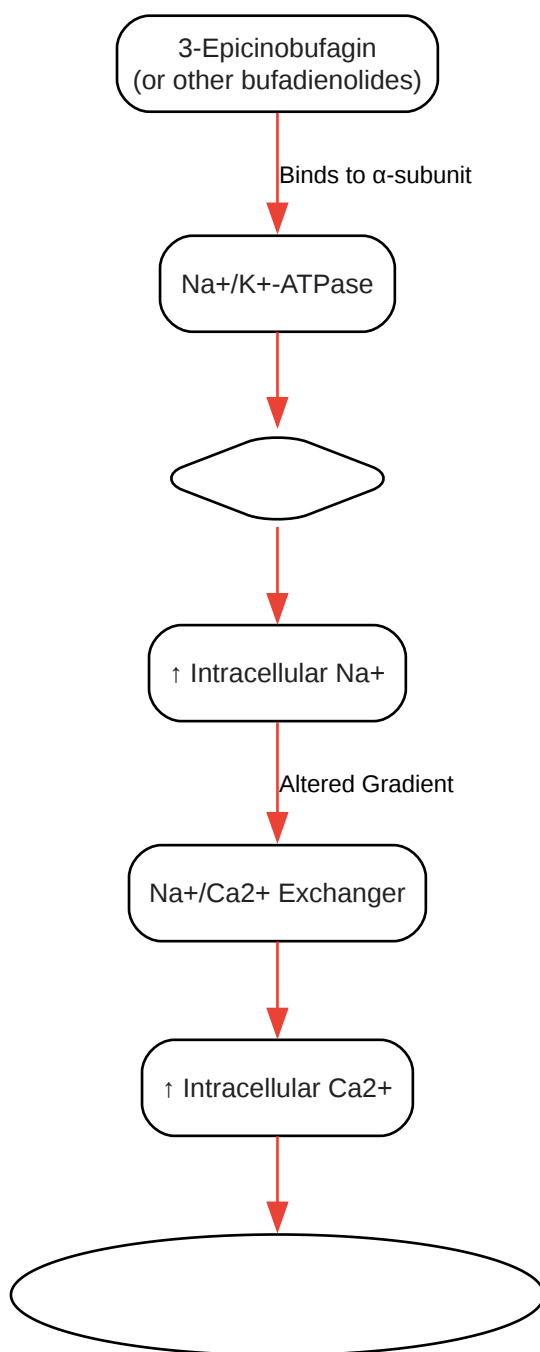 3-Epicinobufagin
(or other bufadienolides)
Binds to α-subunit
Na+/K+-ATPase
↑ Intracellular Na+
Altered Gradient
Na+/Ca2+ Exchanger
↑ Intracellular Ca2+